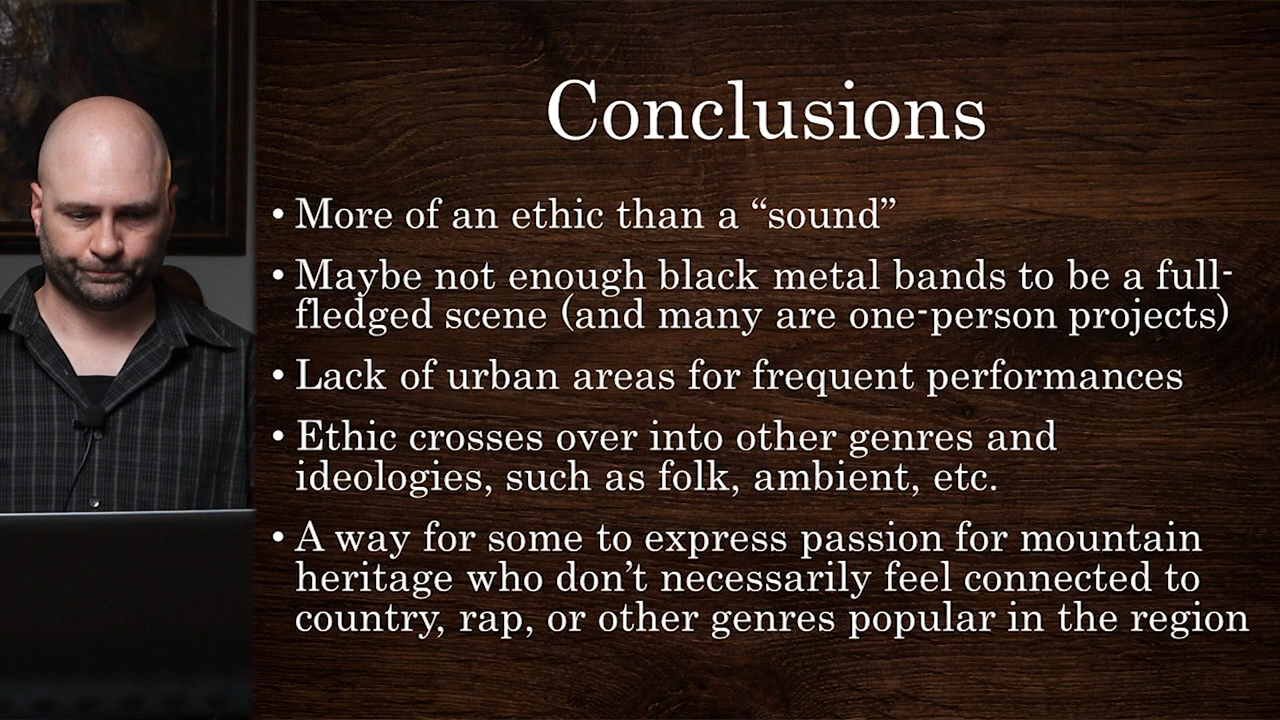 Conclusions
• More of an ethic than a “sound”
• Maybe not enough black metal bands to be a full-
fledged scene (and many are one-person projects)
• Lack of urban areas for frequent performances
• Ethic crosses over into other genres and
ideologies, such as folk, ambient, etc.
• A way for some to express passion for mountain
heritage who don’t necessarily feel connected to
country, rap, or other genres popular in the region